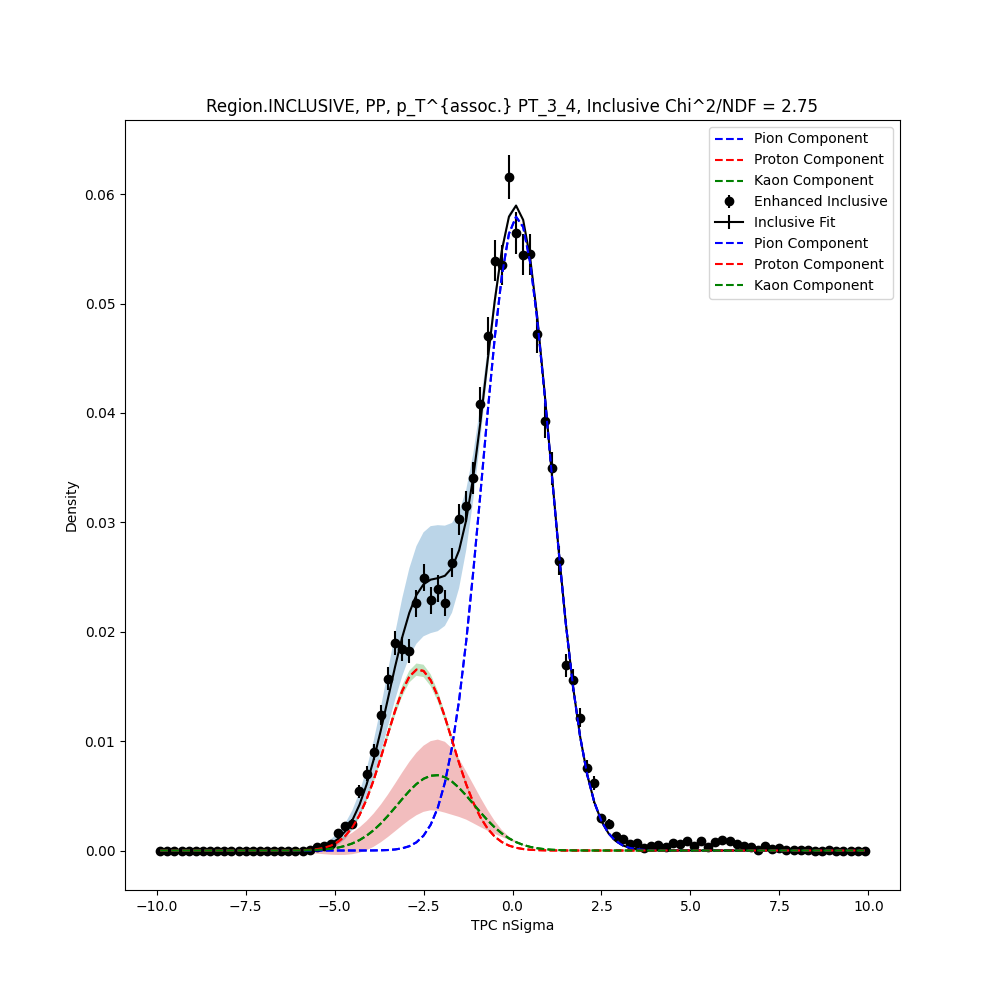 Region.INCLUSIVE, PP, p_T^{assoc.} PT_3_4, Inclusive Chi^2/NDF = 2.75
Pion Component
Proton Component
Kaon Component
Enhanced Inclusive
Inclusive Fit
Pion Component
Proton Component
Kaon Component
0.06
0.05
0.04
0.03
0.02
0.01
0.00
Density
−10.0 −7.5 −5.0 −2.5 0.0 2.5 5.0 7.5 10.0
TPC nSigma